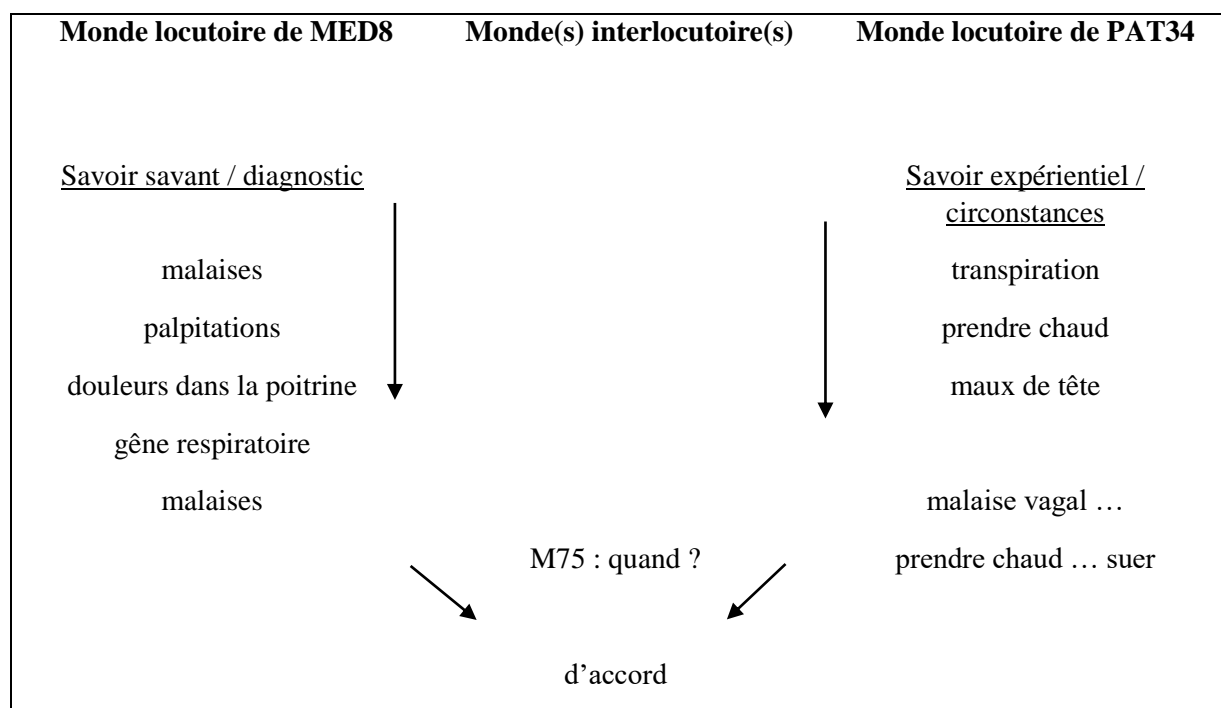 Monde locutoire de MED8 Monde(s) interlocutoire(s) Monde locutoire de PAT34
Savoir savant / diagnostic Savoir expérientiel /
circonstances
malaises transpiration
palpitations prendre chaud
douleurs dans la poitrine maux de tête
gêne respiratoire
malaises malaise vagal …
M75 : quand ? prendre chaud … suer
d’accord